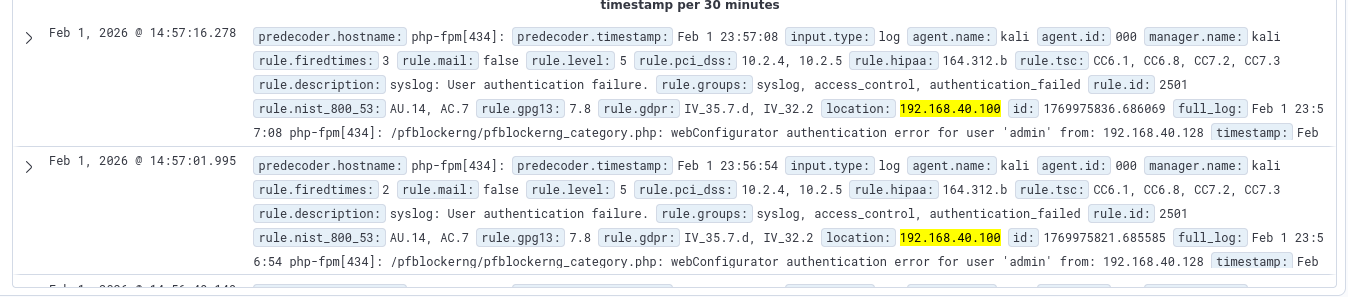 timestamp per 30 minutes
Feb 1, 2026 @ 14:57:16.278
predecoder.hostname: php-fpm[434]: predecoder.timestamp: Feb 1 23:57:08 input.type: log agent.name: kali agent.id: 000 manager.name: kali
rule.firedtimes: 3 rule.mail: false rule.level: 5 rule.pci_dss: 10.2.4, 10.2.5 rule.hipaa: 164.312.b rule.tsc: CC6.1, CC6.8, CC7.2, CC7.3
rule.description: syslog: User authentication failure. rule.groups: syslog, access_control, authentication_failed rule.id: 2501
rule.nist_800_53: AU.14, AC.7 rule.gpg13: 7.8 rule.gdpr: IV_35.7.d, IV_32.2 location: 192.168.40.100 id: 1769975836.686069 full_log: Feb 1 23:5
7:08 php-fpm[434]: /pfblockerng/pfblockerng_category.php: webConfigurator authentication error for user 'admin' from: 192.168.40.128 timestamp: Feb
Feb 1, 2026 @ 14:57:01.995
predecoder.hostname: php-fpm[434]: predecoder.timestamp: Feb 1 23:56:54 input.type: log agent.name: kali agent.id: 000 manager.name: kali
rule.firedtimes: 2 rule.mail: false rule.level: 5 rule.pci_dss: 10.2.4, 10.2.5 rule.hipaa: 164.312.b rule.tsc: CC6.1, CC6.8, CC7.2, CC7.3
rule.description: syslog: User authentication failure. rule.groups: syslog, access_control, authentication_failed rule.id: 2501
rule.nist_800_53: AU.14, AC.7 rule.gpg13: 7.8 rule.gdpr: IV_35.7.d, IV_32.2 location: 192.168.40.100 id: 1769975821.685585 full_log: Feb 1 23:5
6:54 php-fpm[434]: /pfblockerng/pfblockerng_category.php: webConfigurator authentication error for user 'admin' from: 192.168.40.128 timestamp: Feb